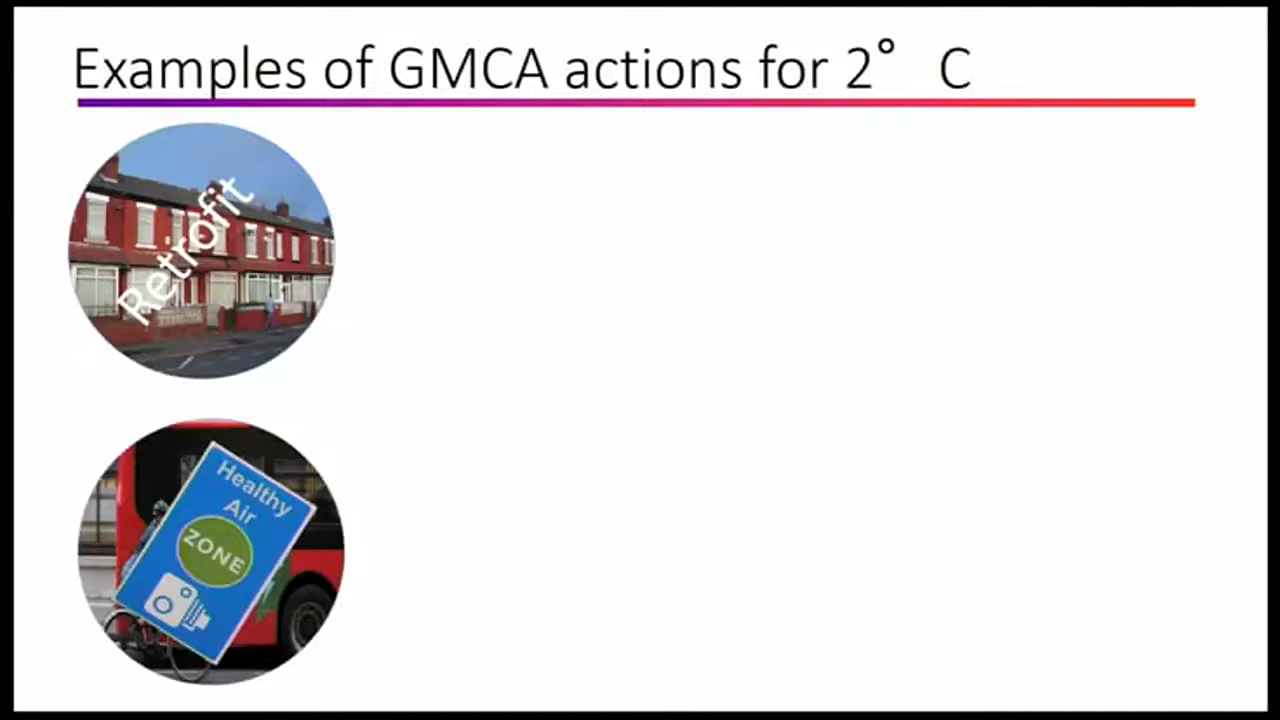 Examples of GMCA actions for 2° C
Retrofit
Healthy
Air
ZONE